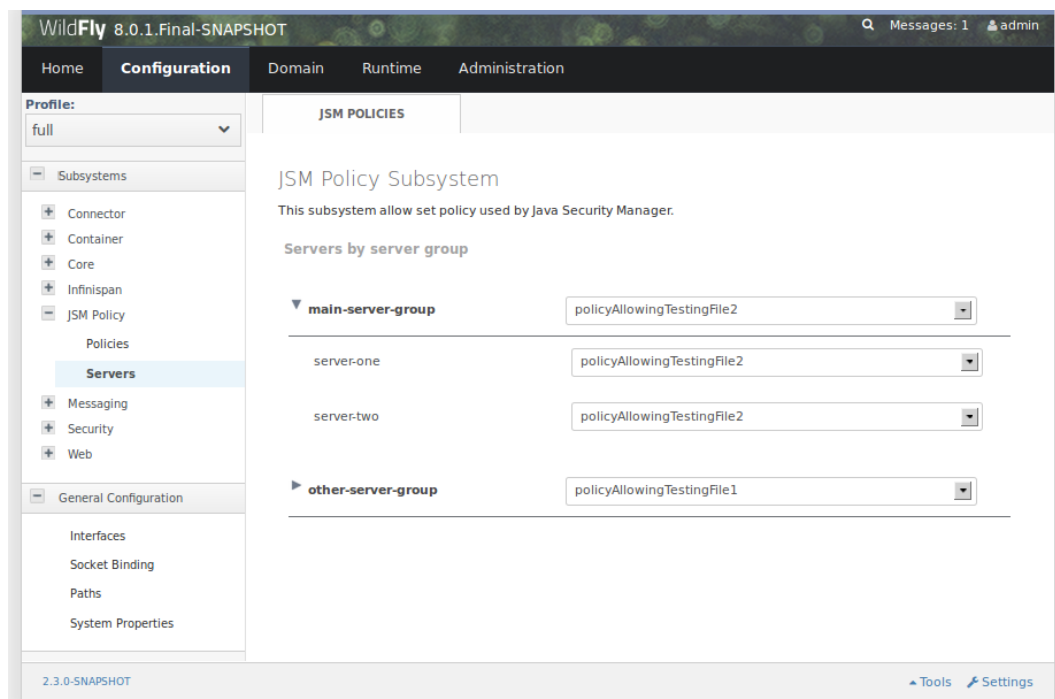 WildFly 8.0.1.Final-SNAPSHOT
Messages: 1 admin
Home Configuration Domain Runtime Administration
Profile:
full
Subsystems
Connector
Container
Core
Infinispan
JSM Policy
Policies
Servers
Messaging
Security
Web
General Configuration
Interfaces
Socket Binding
Paths
System Properties
JSM POLICIES
JSM Policy Subsystem
This subsystem allow set policy used by Java Security Manager.
Servers by server group
main-server-group policyAllowingTestingFile2
server-one policyAllowingTestingFile2
server-two policyAllowingTestingFile2
other-server-group policyAllowingTestingFile1
2.3.0-SNAPSHOT
Tools Settings